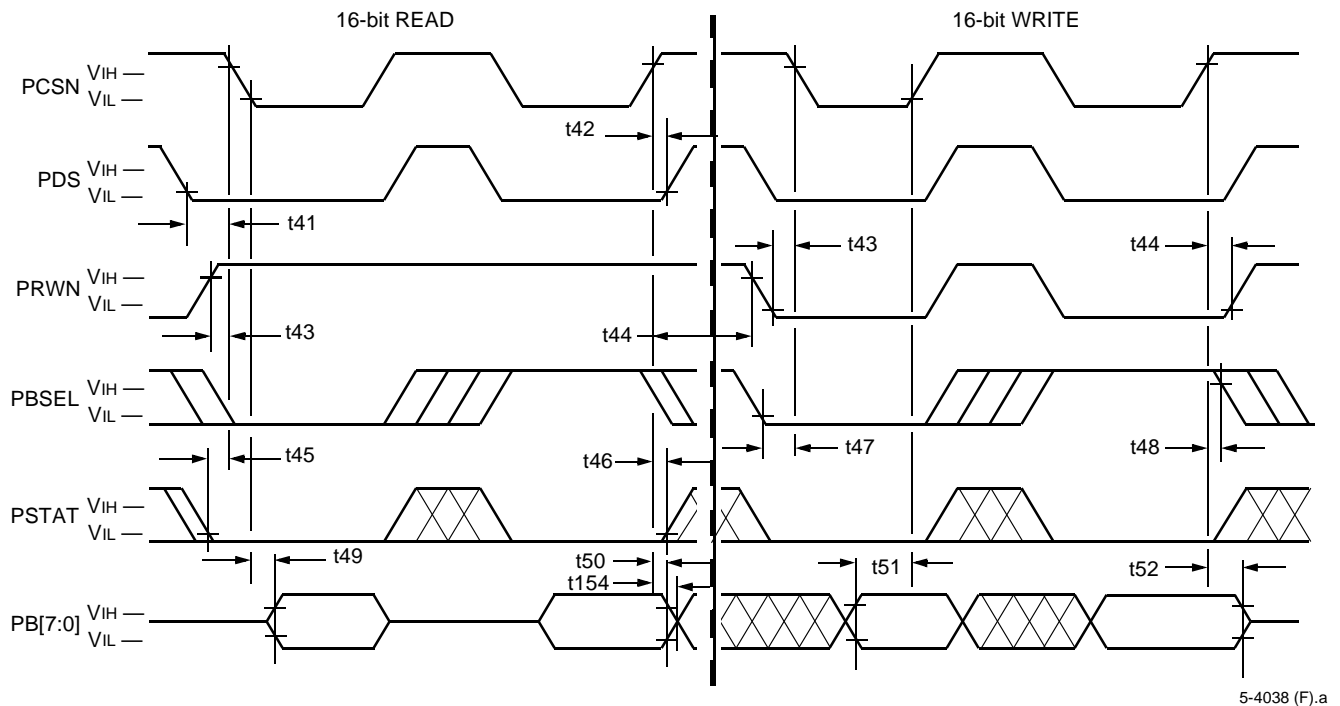 16-bit READ
16-bit WRITE
PCSN VIH —
VIL —
t42
PDS VIH —
VIL —
t41
t43
t44
PRWN VIH —
VIL —
t43
t44
PBSEL VIH —
VIL —
t45
t46
t47
t48
PSTAT VIH —
VIL —
t49
t50
t51
t52
t154
PB[7:0] VIH —
VIL —
5-4038 (F).a